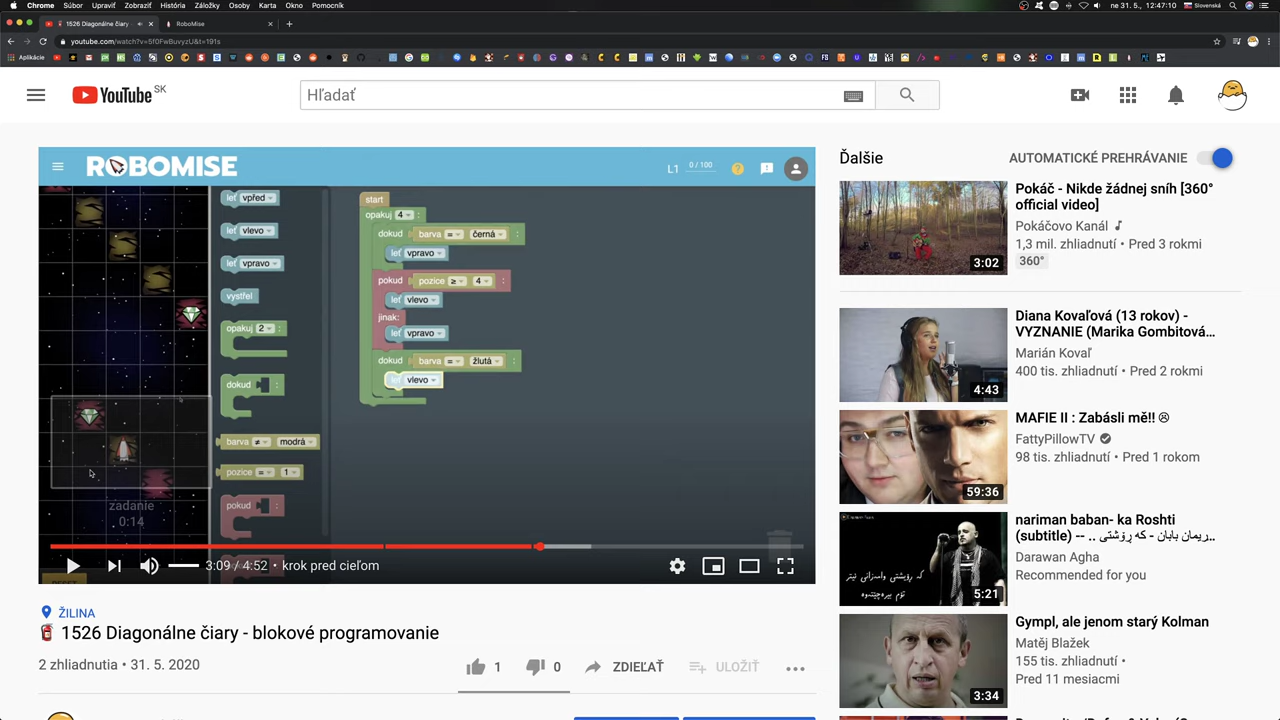 Chrome Súbor Upraviť Zobraziť História Záložky Osoby Karta Okno Pomocník
Slovenská ne 31. 5., 12:47:10
1526 Diagonálne čiary
RoboMise
youtube.com/watch?v=5f0FwBuvyzU&t=191s
Aplikácie
YouTube SK
Hľadať
ROBOMISE
L1 0 / 100
leť vpřed
leť vlevo
leť vpravo
vystřel
opakuj 2 :
dokud :
barva ≠ modrá
pozice = 1
pokud :
start
opakuj 4 :
dokud barva = černá :
leť vpravo
pokud pozice ≥ 4 :
leť vlevo
jinak:
leť vpravo
dokud barva = žlutá :
leť vlevo
zadanie
0:14
3:09 / 4:52 • krok pred cieľom
ŽILINA
1526 Diagonálne čiary - blokové programovanie
2 zhliadnutia • 31. 5. 2020
1
0
ZDIEĽAŤ
ULOŽIŤ
Ďalšie
AUTOMATICKÉ PREHRÁVANIE
3:02
Pokáč - Nikde žádnej sníh [360°
official video]
Pokáčovo Kanál
1,3 mil. zhliadnutí • Pred 3 rokmi
360°
4:43
Diana Kovaľová (13 rokov) -
VYZNANIE (Marika Gombitová...
Marián Kovaľ
400 tis. zhliadnutí • Pred 2 rokmi
59:36
MAFIE II : Zabásli mě!!
FattyPillowTV
98 tis. zhliadnutí • Pred 1 rokom
5:21
nariman baban- ka Roshti
(subtitle) -- ..
Darawan Agha
Recommended for you
3:34
Gympl, ale jenom starý Kolman
Matěj Blažek
155 tis. zhliadnutí •
Pred 11 mesiacmi